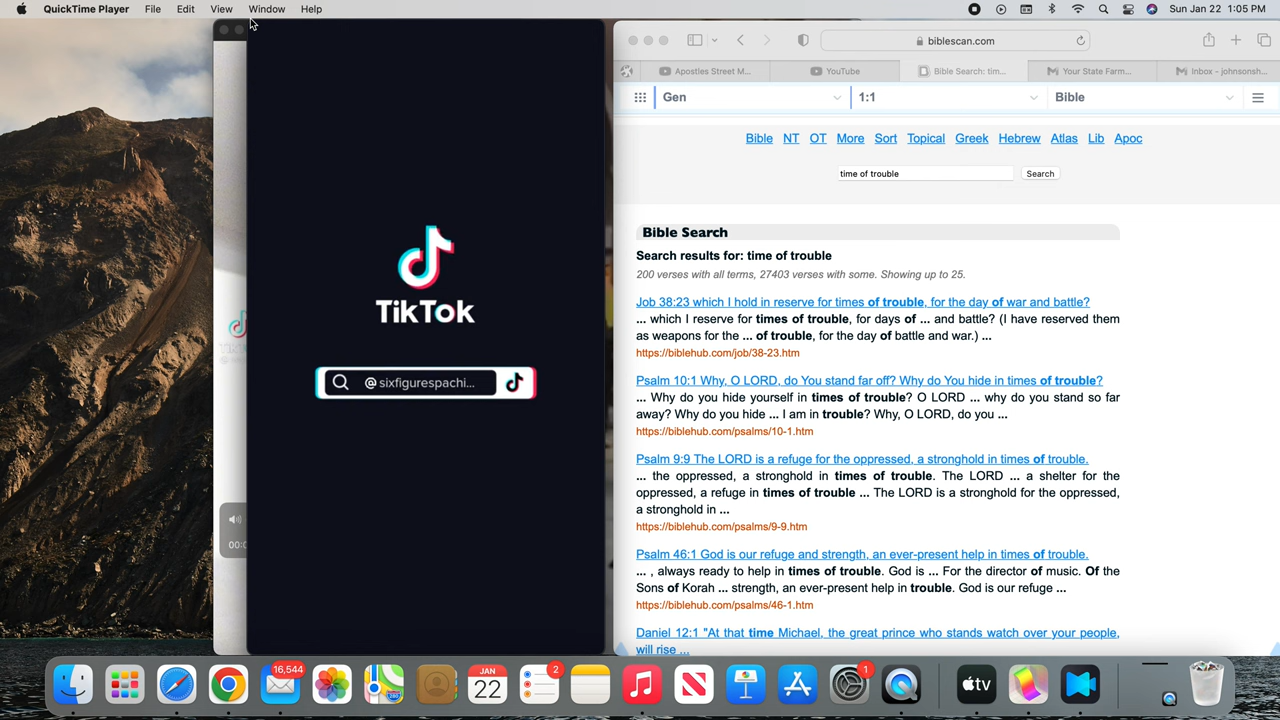 QuickTime Player File Edit View Window Help Sun Jan 22 1:05 PM
TikTok
@sixfigurespachi...
00:0
biblescan.com
Apostles Street M... YouTube Bible Search: tim... Your State Farm... Inbox - johnsonsh...
Gen 1:1 Bible
Bible NT OT More Sort Topical Greek Hebrew Atlas Lib Apoc
time of trouble Search
Bible Search
Search results for: time of trouble
200 verses with all terms, 27403 verses with some. Showing up to 25.
Job 38:23 which I hold in reserve for times of trouble, for the day of war and battle?
... which I reserve for times of trouble, for days of ... and battle? (I have reserved them
as weapons for the ... of trouble, for the day of battle and war.) ...
https://biblehub.com/job/38-23.htm
Psalm 10:1 Why, O LORD, do You stand far off? Why do You hide in times of trouble?
... Why do you hide yourself in times of trouble? O LORD ... why do you stand so far
away? Why do you hide ... I am in trouble? Why, O LORD, do you ...
https://biblehub.com/psalms/10-1.htm
Psalm 9:9 The LORD is a refuge for the oppressed, a stronghold in times of trouble.
... the oppressed, a stronghold in times of trouble. The LORD ... a shelter for the
oppressed, a refuge in times of trouble ... The LORD is a stronghold for the oppressed,
a stronghold in ...
https://biblehub.com/psalms/9-9.htm
Psalm 46:1 God is our refuge and strength, an ever-present help in times of trouble.
... , always ready to help in times of trouble. God is ... For the director of music. Of the
Sons of Korah ... strength, an ever-present help in trouble. God is our refuge ...
https://biblehub.com/psalms/46-1.htm
Daniel 12:1 "At that time Michael, the great prince who stands watch over your people,
will rise ...
16,544
JAN
22
2
1
tv